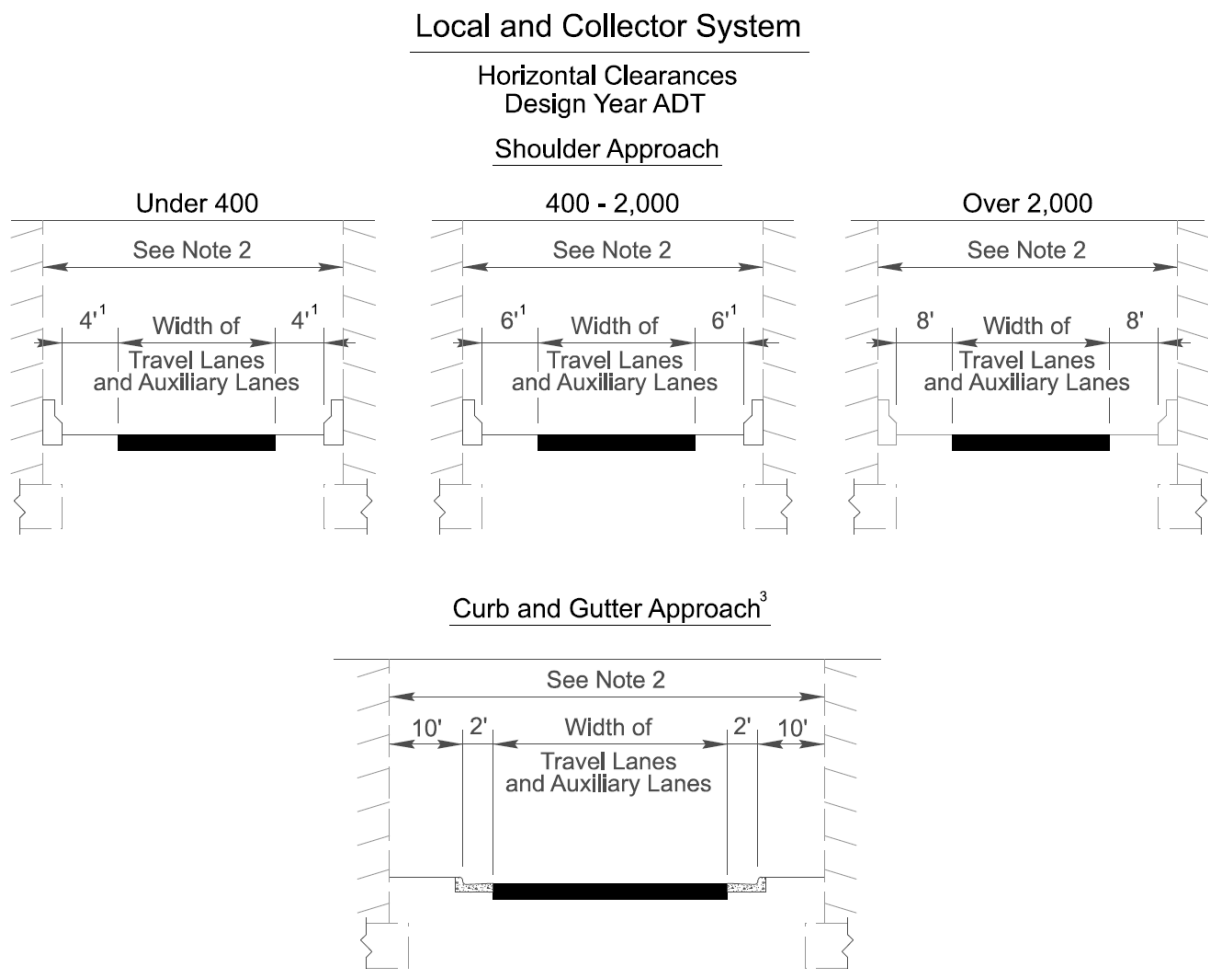 Local and Collector System
Horizontal Clearances
Design Year ADT
Shoulder Approach
Under 400
See Note 2
4'¹ Width of 4'¹
Travel Lanes
and Auxiliary Lanes
400 - 2,000
See Note 2
6'¹ Width of 6'¹
Travel Lanes
and Auxiliary Lanes
Over 2,000
See Note 2
8' Width of 8'
Travel Lanes
and Auxiliary Lanes
Curb and Gutter Approach³
See Note 2
10' 2' Width of 2' 10'
Travel Lanes
and Auxiliary Lanes